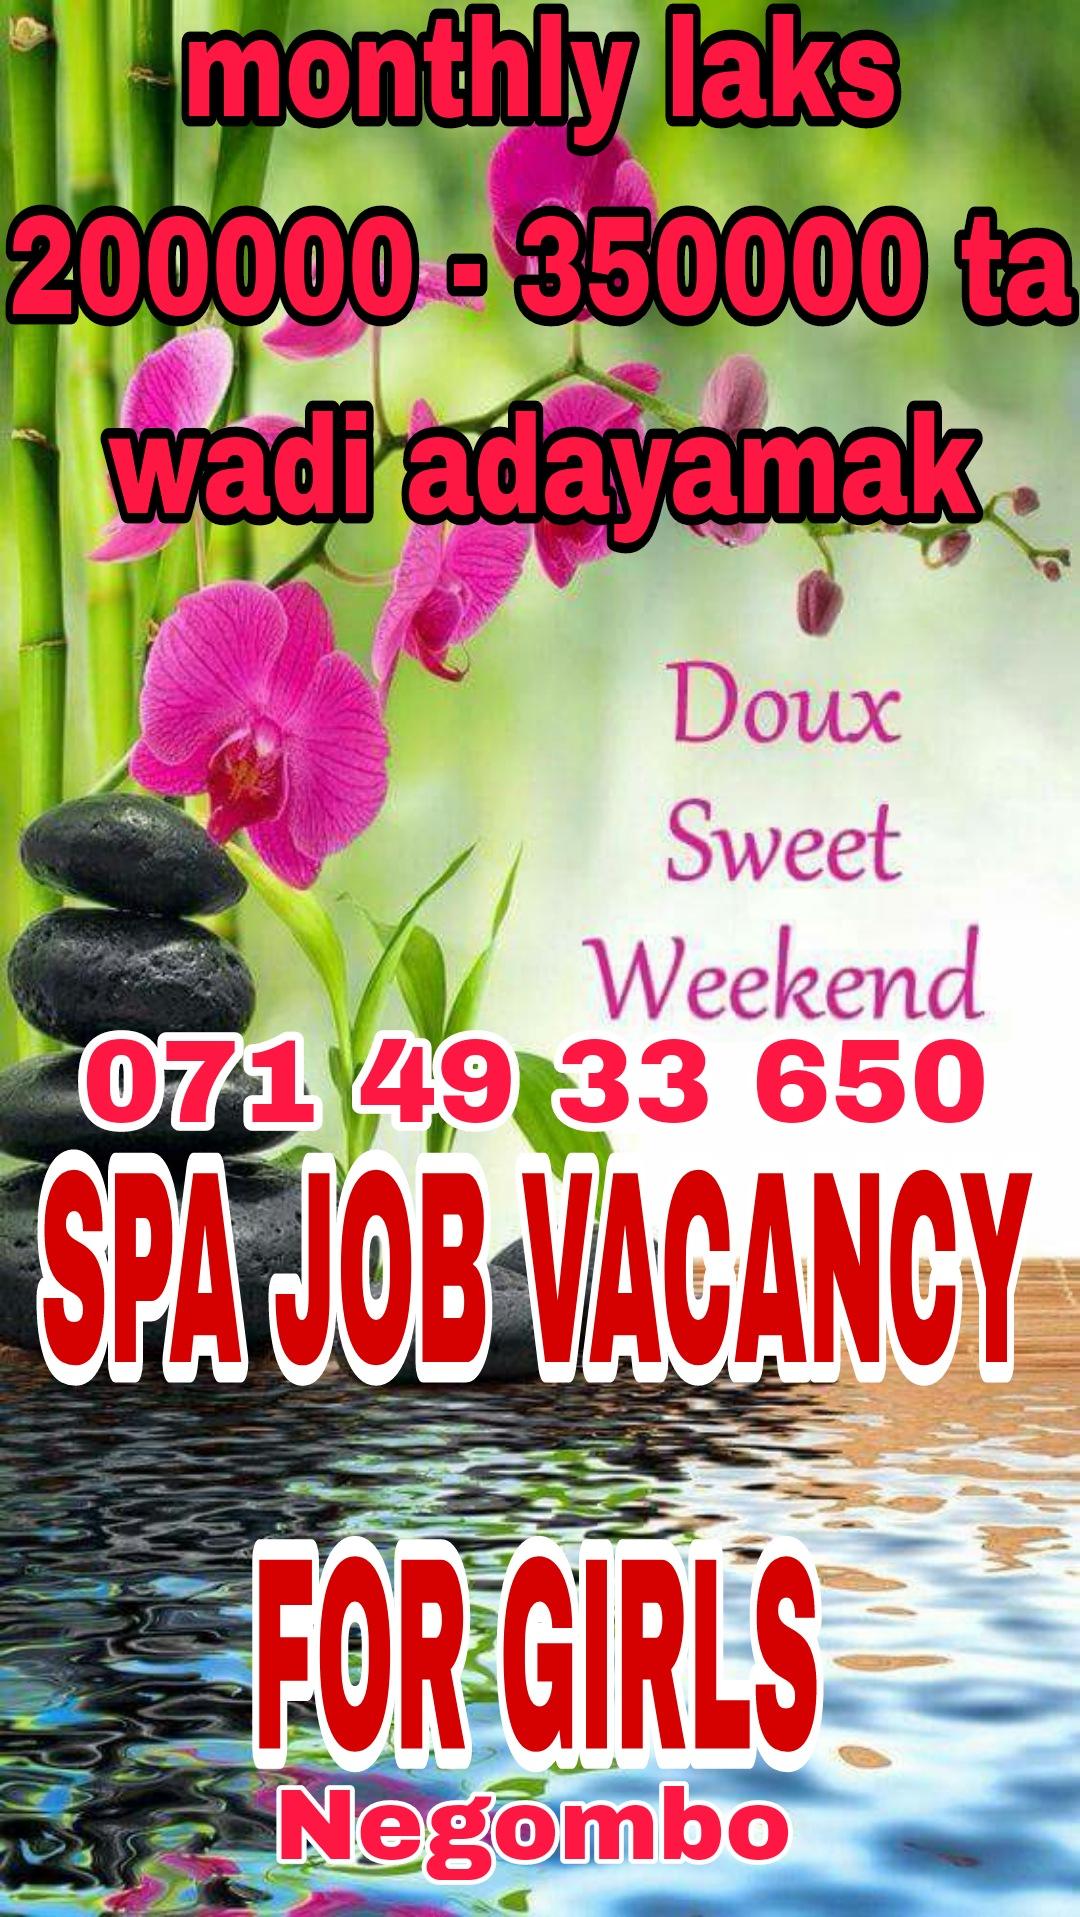 monthly laks
200000 - 350000 ta
wadi adayamak
Doux
Sweet
Weekend
071 49 33 650
SPA JOB VACANCY
FOR GIRLS
Negombo